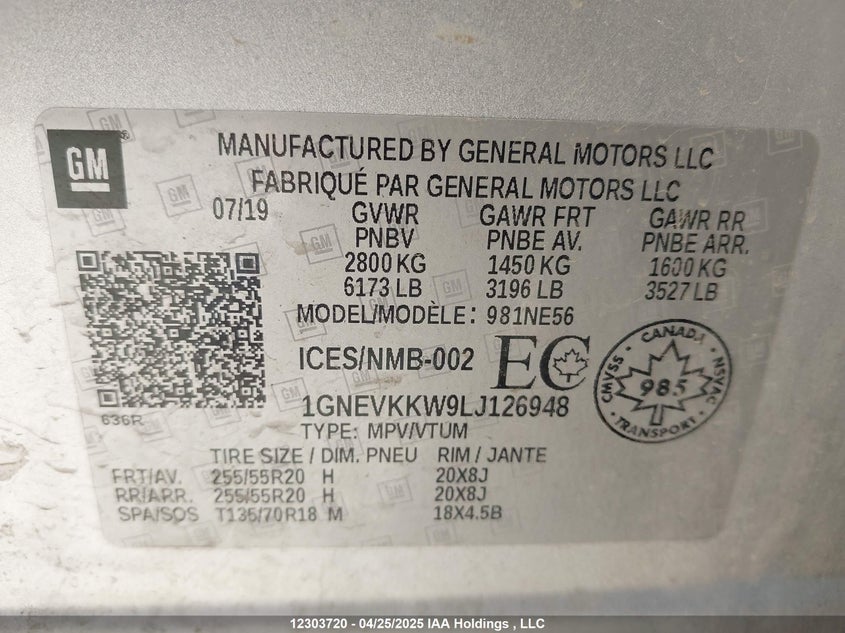 GM
MANUFACTURED BY GENERAL MOTORS LLC
FABRIQUÉ PAR GENERAL MOTORS LLC
07/19 GVWR GAWR FRT GAWR RR
PNBV PNBE AV. PNBE ARR.
2800 KG 1450 KG 1600 KG
6173 LB 3196 LB 3527 LB
MODEL/MODÈLE: 981NE56
ICES/NMB-002 EC
CANADA
CMVSS 985 NSVAC
TRANSPORT
1GNEVKKW9LJ126948
636R
TYPE: MPV/VTUM
TIRE SIZE / DIM. PNEU RIM / JANTE
FRT/AV. 255/55R20 H 20X8J
RR/ARR. 255/55R20 H 20X8J
SPA/SOS T135/70R18 M 18X4.5B
12303720 - 04/25/2025 IAA Holdings , LLC